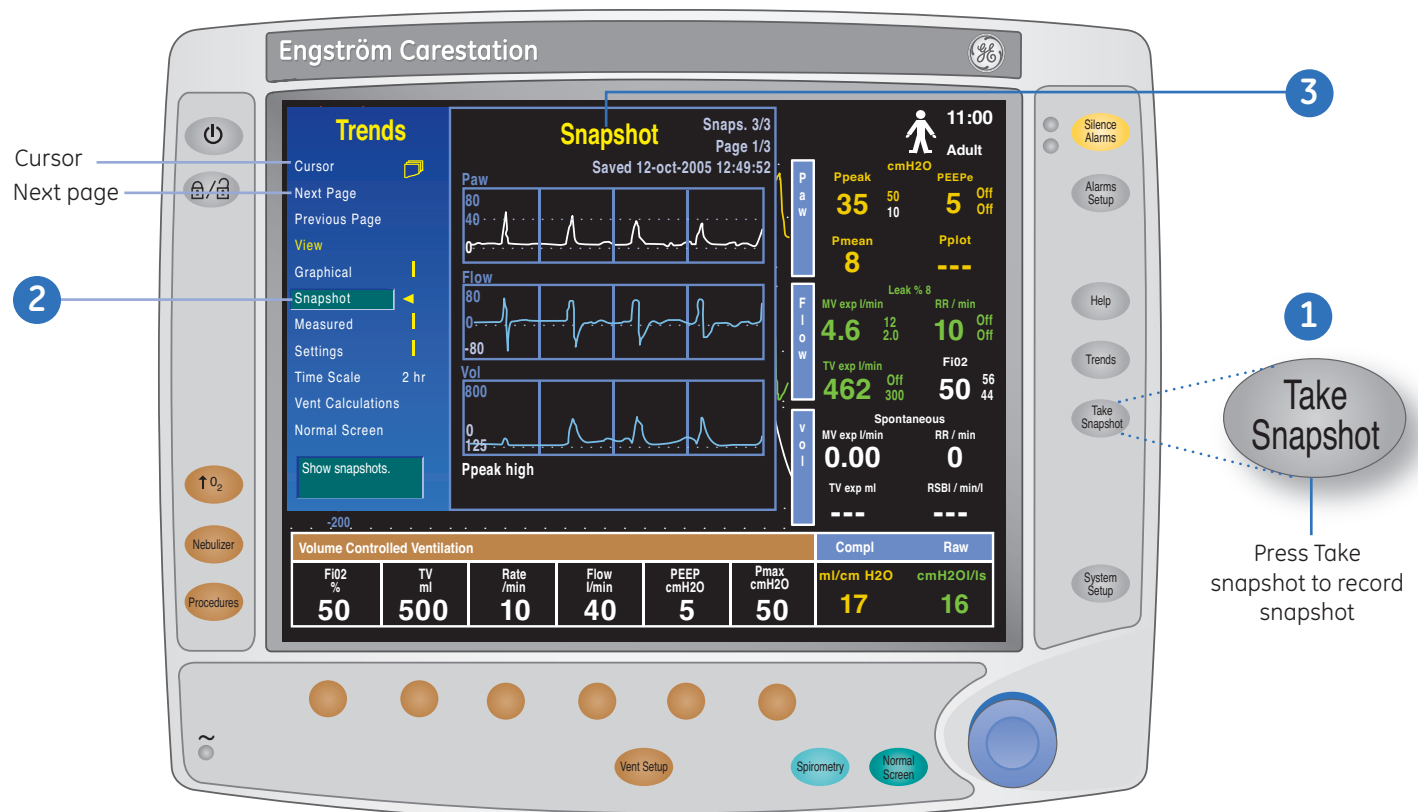 Engström Carestation
GE
3
Trends
Cursor
Next Page
Previous Page
View
Graphical
Snapshot
Measured
Settings
Time Scale 2 hr
Vent Calculations
Normal Screen
Show snapshots.
Cursor
Next page
2
Snapshot
Snaps. 3/3
Page 1/3
Saved 12-oct-2005 12:49:52
Paw
80
40
0
Flow
80
0
-80
Vol
800
0
125
Ppeak high
-200
11:00
Adult
Paw
cmH2O
Ppeak PEEPe
35 50 10 5 Off Off
Pmean Pplot
8 ---
Flow
Leak % 8
MV exp l/min RR / min
4.6 12 2.0 10 Off Off
TV exp l/min Fi02
462 Off 300 50 56 44
vol
Spontaneous
MV exp l/min RR / min
0.00 0
TV exp ml RSBI / min/l
--- ---
Volume Controlled Ventilation Compl Raw
Fi02 % TV ml Rate /min Flow l/min PEEP cmH2O Pmax cmH2O ml/cm H2O cmH2Ol/ls
50 500 10 40 5 50 17 16
↑O2
Nebulizer
Procedures
Silence Alarms
Alarms Setup
Help
Trends
Take Snapshot
System Setup
1
Take
Snapshot
Press Take
snapshot to record
snapshot
Vent Setup
Spirometry
Normal Screen
~